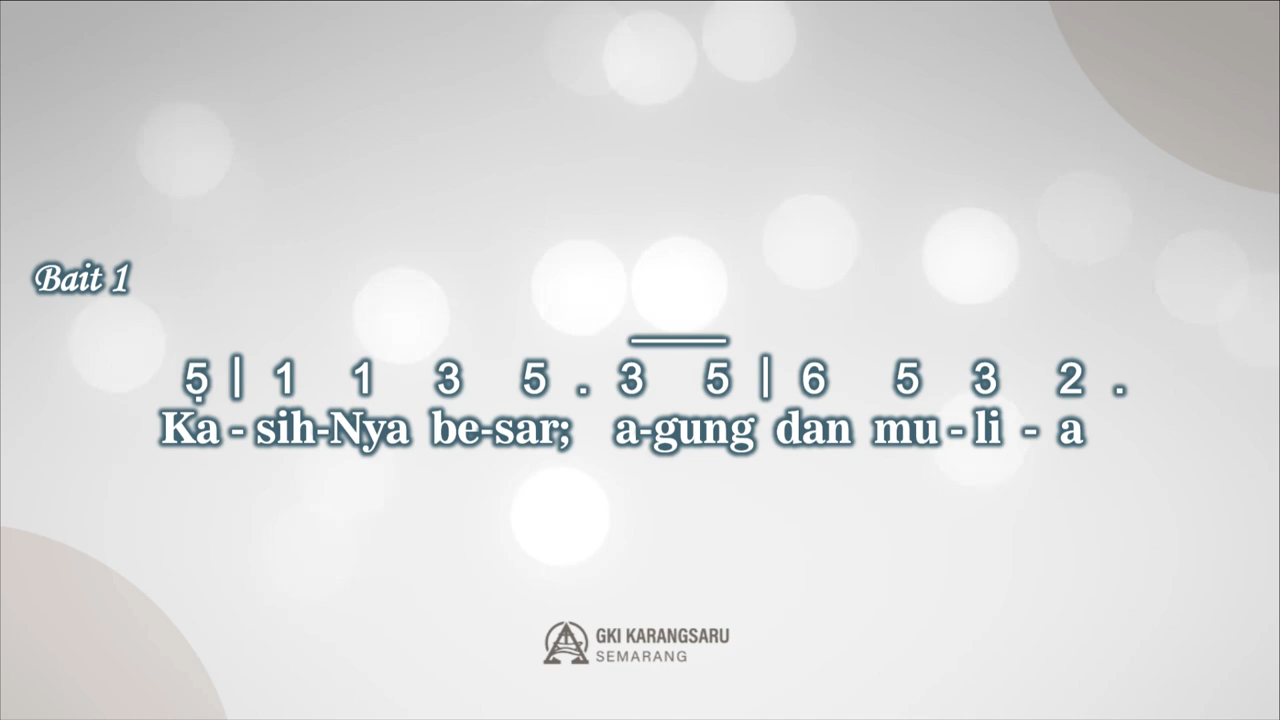 Bait 1
5̣ | 1 1 3 5 . 3 5 | 6 5 3 2 .
Ka - sih-Nya be-sar; a-gung dan mu - li - a
GKI KARANGSARU
SEMARANG